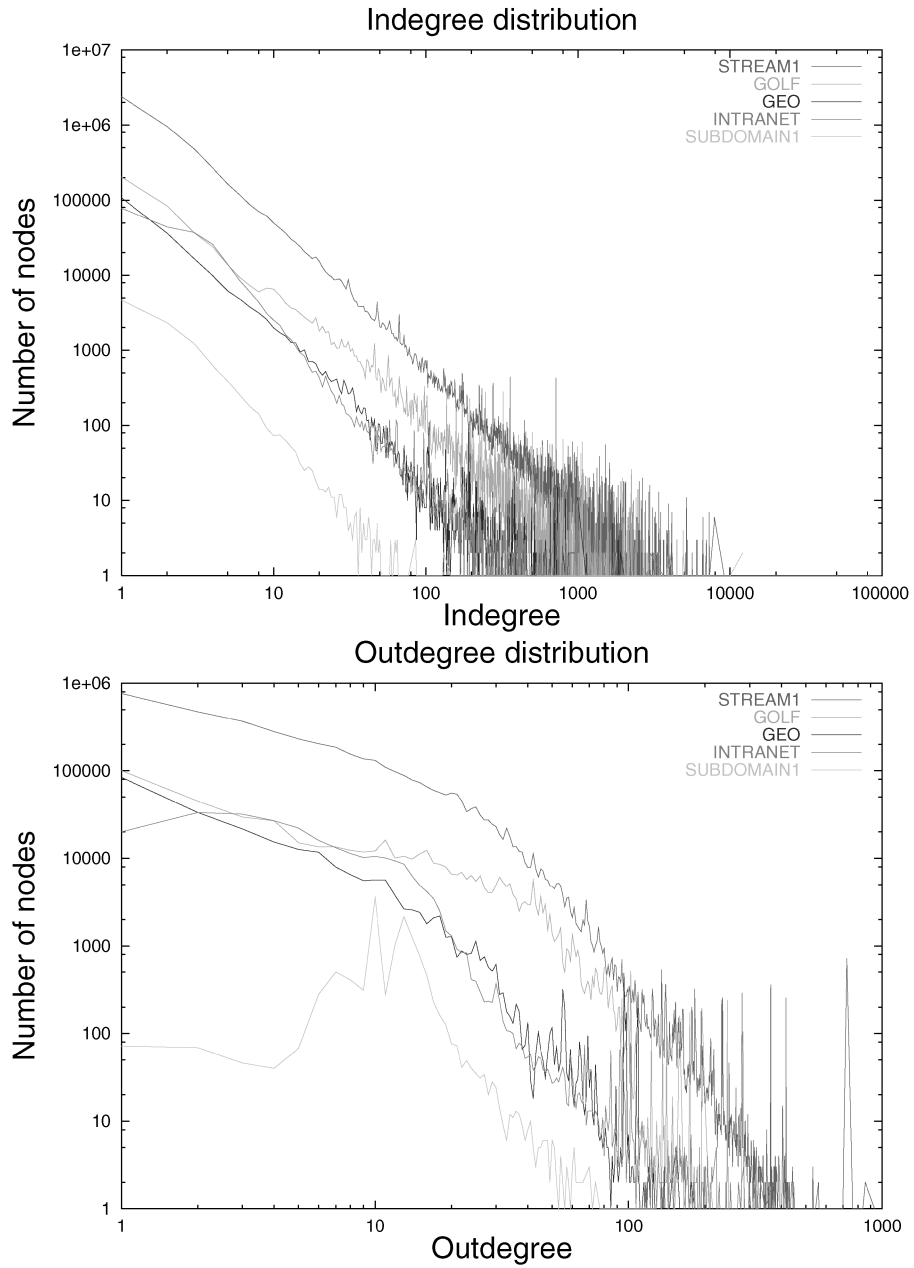 Indegree distribution
1e+07
1e+06
100000
10000
1000
100
10
1
Number of nodes
STREAM1
GOLF
GEO
INTRANET
SUBDOMAIN1
1 10 100 1000 10000 100000
Indegree
Outdegree distribution
1e+06
100000
10000
1000
100
10
1
Number of nodes
STREAM1
GOLF
GEO
INTRANET
SUBDOMAIN1
1 10 100 1000
Outdegree